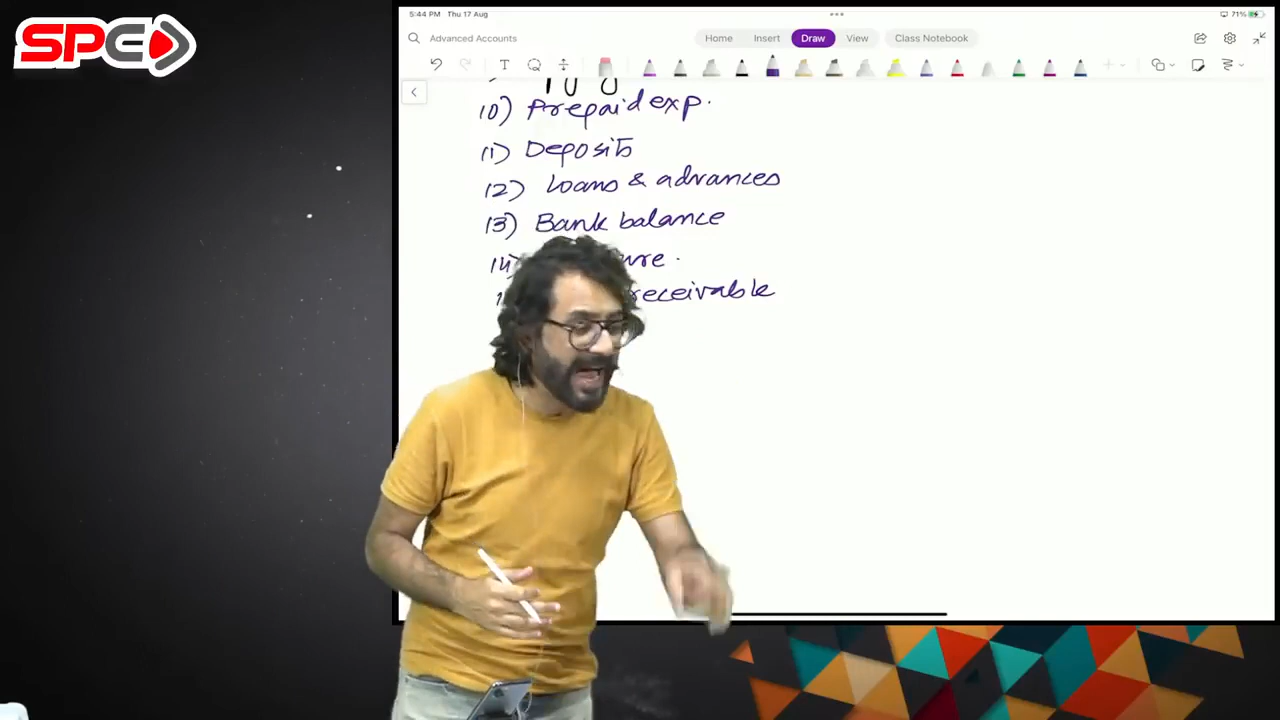 SPE
5:44 PM Thu 17 Aug
71%
Advanced Accounts
Home Insert Draw View Class Notebook
10) Prepaid exp.
11) Deposits
12) Loans & advances
13) Bank balance
14)
receivable